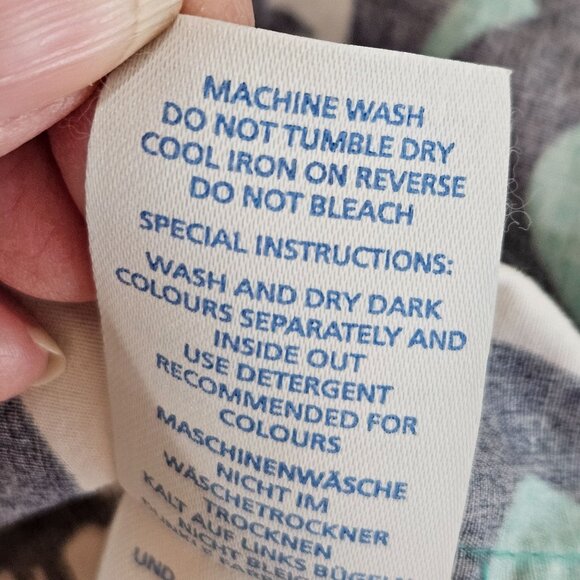 MACHINE WASH
DO NOT TUMBLE DRY
COOL IRON ON REVERSE
DO NOT BLEACH
SPECIAL INSTRUCTIONS:
WASH AND DRY DARK
COLOURS SEPARATELY AND
INSIDE OUT
USE DETERGENT
RECOMMENDED FOR
COLOURS
MASCHINENWÄSCHE
NICHT IM
WÄSCHETROCKNER
TROCKNEN
KALT AUF LINKS BÜGELN
NICHT
UND